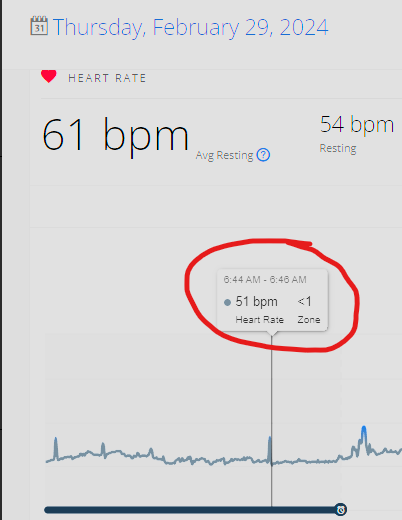 31
Thursday, February 29, 2024
HEART RATE
61 bpm
Avg Resting ?
54 bpm
Resting
6:44 AM - 6:46 AM
51 bpm <1
Heart Rate Zone